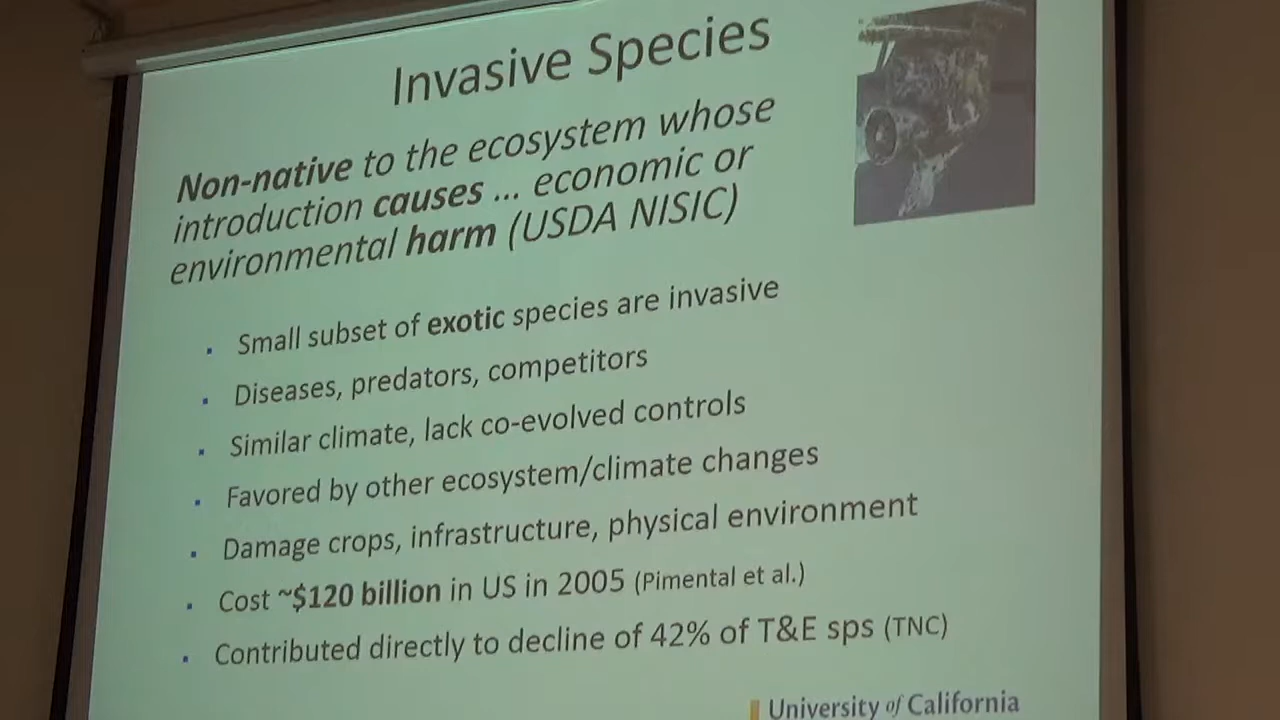 Invasive Species
Non-native to the ecosystem whose
introduction causes ... economic or
environmental harm (USDA NISIC)
Small subset of exotic species are invasive
Diseases, predators, competitors
Similar climate, lack co-evolved controls
Favored by other ecosystem/climate changes
Damage crops, infrastructure, physical environment
Cost ~$120 billion in US in 2005 (Pimental et al.)
Contributed directly to decline of 42% of T&E sps (TNC)
University of California